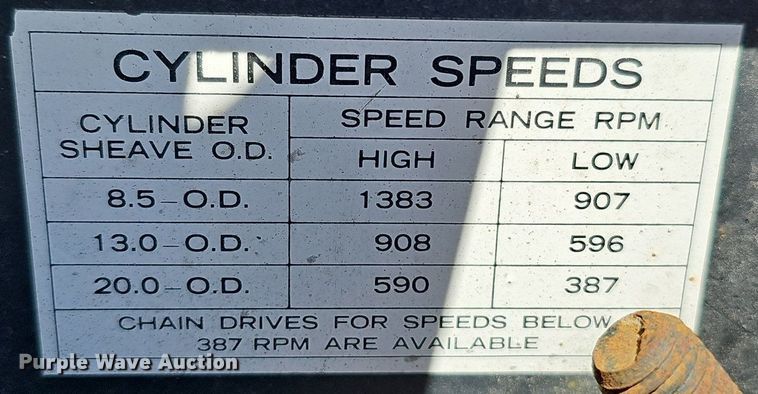 CYLINDER SPEEDS
CYLINDER SHEAVE O.D.
SPEED RANGE RPM
HIGH LOW
8.5-O.D. 1383 907
13.0-O.D. 908 596
20.0-O.D. 590 387
CHAIN DRIVES FOR SPEEDS BELOW
387 RPM ARE AVAILABLE
Purple Wave Auction